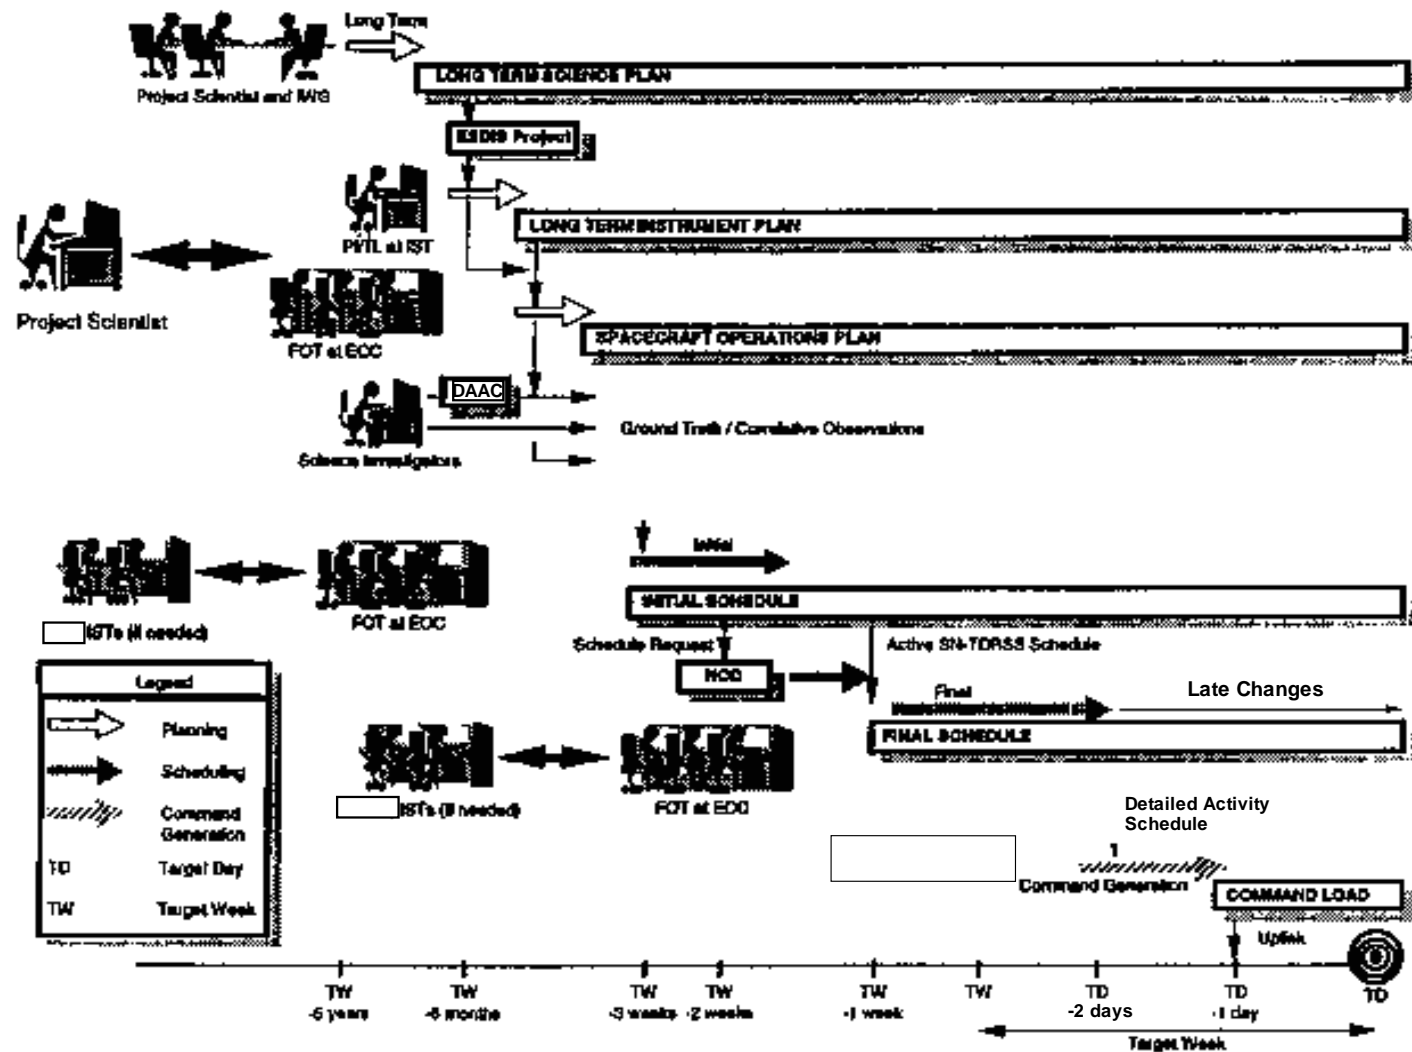 Long Term
LONG TERM SCIENCE PLAN
Project Scientist and IWG
ESDIS Project
LONG TERM INSTRUMENT PLAN
PI/TL at IST
Project Scientist
FOT at EOC
SPACECRAFT OPERATIONS PLAN
DAAC
Ground Truth / Correlative Observations
Science Investigators
Initial
INITIAL SCHEDULE
FOT at EOC
ISTs (if needed)
Schedule Request
Active SN-TDRSS Schedule
NCC
Legend
Planning
Scheduling
Command
Generation
TD
Target Day
TW
Target Week
Final
Late Changes
FINAL SCHEDULE
ISTs (if needed)
FOT at EOC
Detailed Activity
Schedule
Command Generation
COMMAND LOAD
Uplink
TW
-5 years
TW
-6 months
TW
-3 weeks
TW
-2 weeks
TW
-1 week
TW
TD
-2 days
TD
-1 day
TD
Target Week